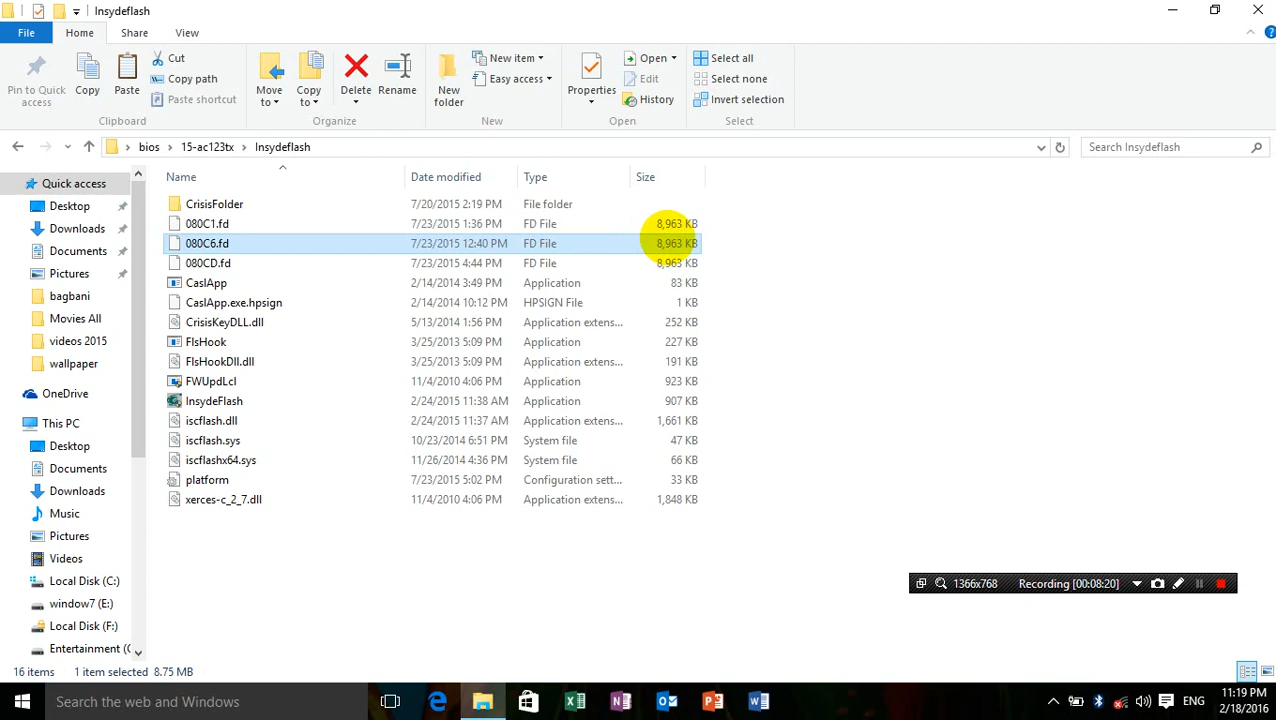 Insydeflash
File Home Share View
Pin to Quick access
Copy
Paste
Cut
Copy path
Paste shortcut
Clipboard
Move to
Copy to
Delete
Rename
Organize
New folder
New item
Easy access
New
Properties
Open
Edit
History
Open
Select all
Select none
Invert selection
Select
bios 15-ac123tx Insydeflash
Search Insydeflash
Quick access
Desktop
Downloads
Documents
Pictures
bagbani
Movies All
videos 2015
wallpaper
OneDrive
This PC
Desktop
Documents
Downloads
Music
Pictures
Videos
Local Disk (C:)
window7 (E:)
Local Disk (F:)
Entertainment (
Name Date modified Type Size
CrisisFolder 7/20/2015 2:19 PM File folder
080C1.fd 7/23/2015 1:36 PM FD File 8,963 KB
080C6.fd 7/23/2015 12:40 PM FD File 8,963 KB
080CD.fd 7/23/2015 4:44 PM FD File 8,963 KB
CaslApp 2/14/2014 3:49 PM Application 83 KB
CaslApp.exe.hpsign 2/14/2014 10:12 PM HPSIGN File 1 KB
CrisisKeyDLL.dll 5/13/2014 1:56 PM Application extens... 252 KB
FlsHook 3/25/2013 5:09 PM Application 227 KB
FlsHookDll.dll 3/25/2013 5:09 PM Application extens... 191 KB
FWUpdLcl 11/4/2010 4:06 PM Application 923 KB
InsydeFlash 2/24/2015 11:38 AM Application 907 KB
iscflash.dll 2/24/2015 11:37 AM Application extens... 1,661 KB
iscflash.sys 10/23/2014 6:51 PM System file 47 KB
iscflashx64.sys 11/26/2014 4:36 PM System file 66 KB
platform 7/23/2015 5:02 PM Configuration sett... 33 KB
xerces-c_2_7.dll 11/4/2010 4:06 PM Application extens... 1,848 KB
1366x768 Recording [00:08:20]
16 items 1 item selected 8.75 MB
Search the web and Windows
ENG
11:19 PM
2/18/2016